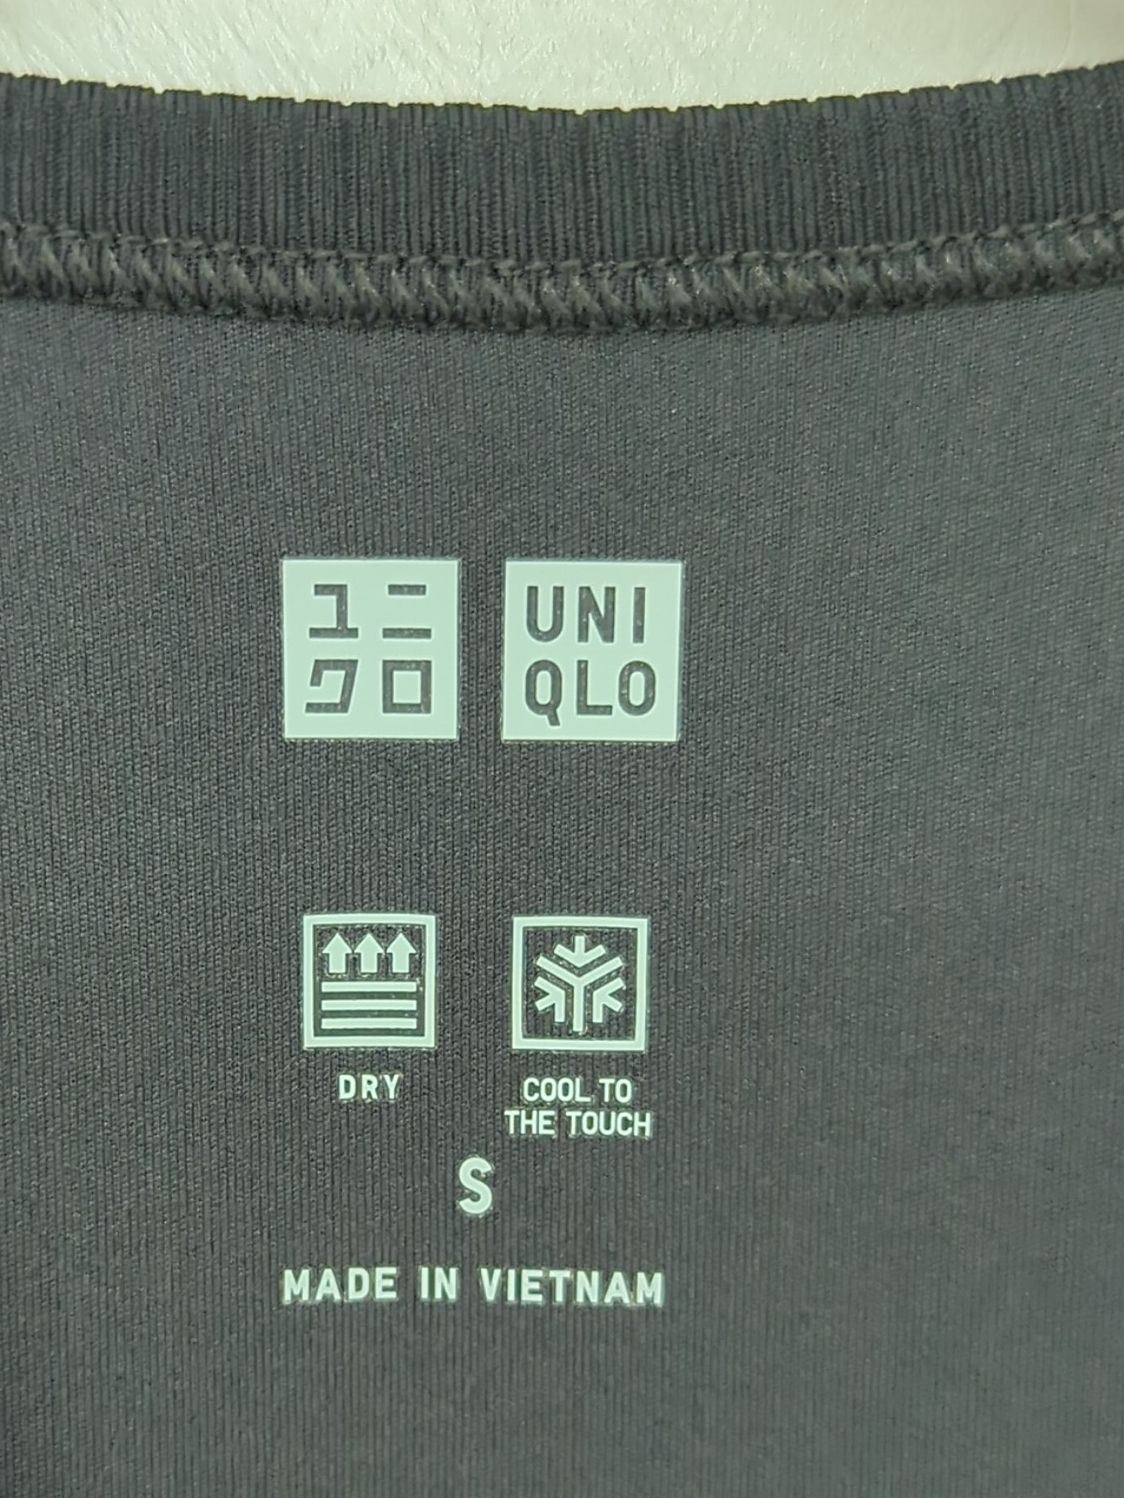 ユニ
クロ
UNI
QLO
DRY
COOL TO
THE TOUCH
S
MADE IN VIETNAM